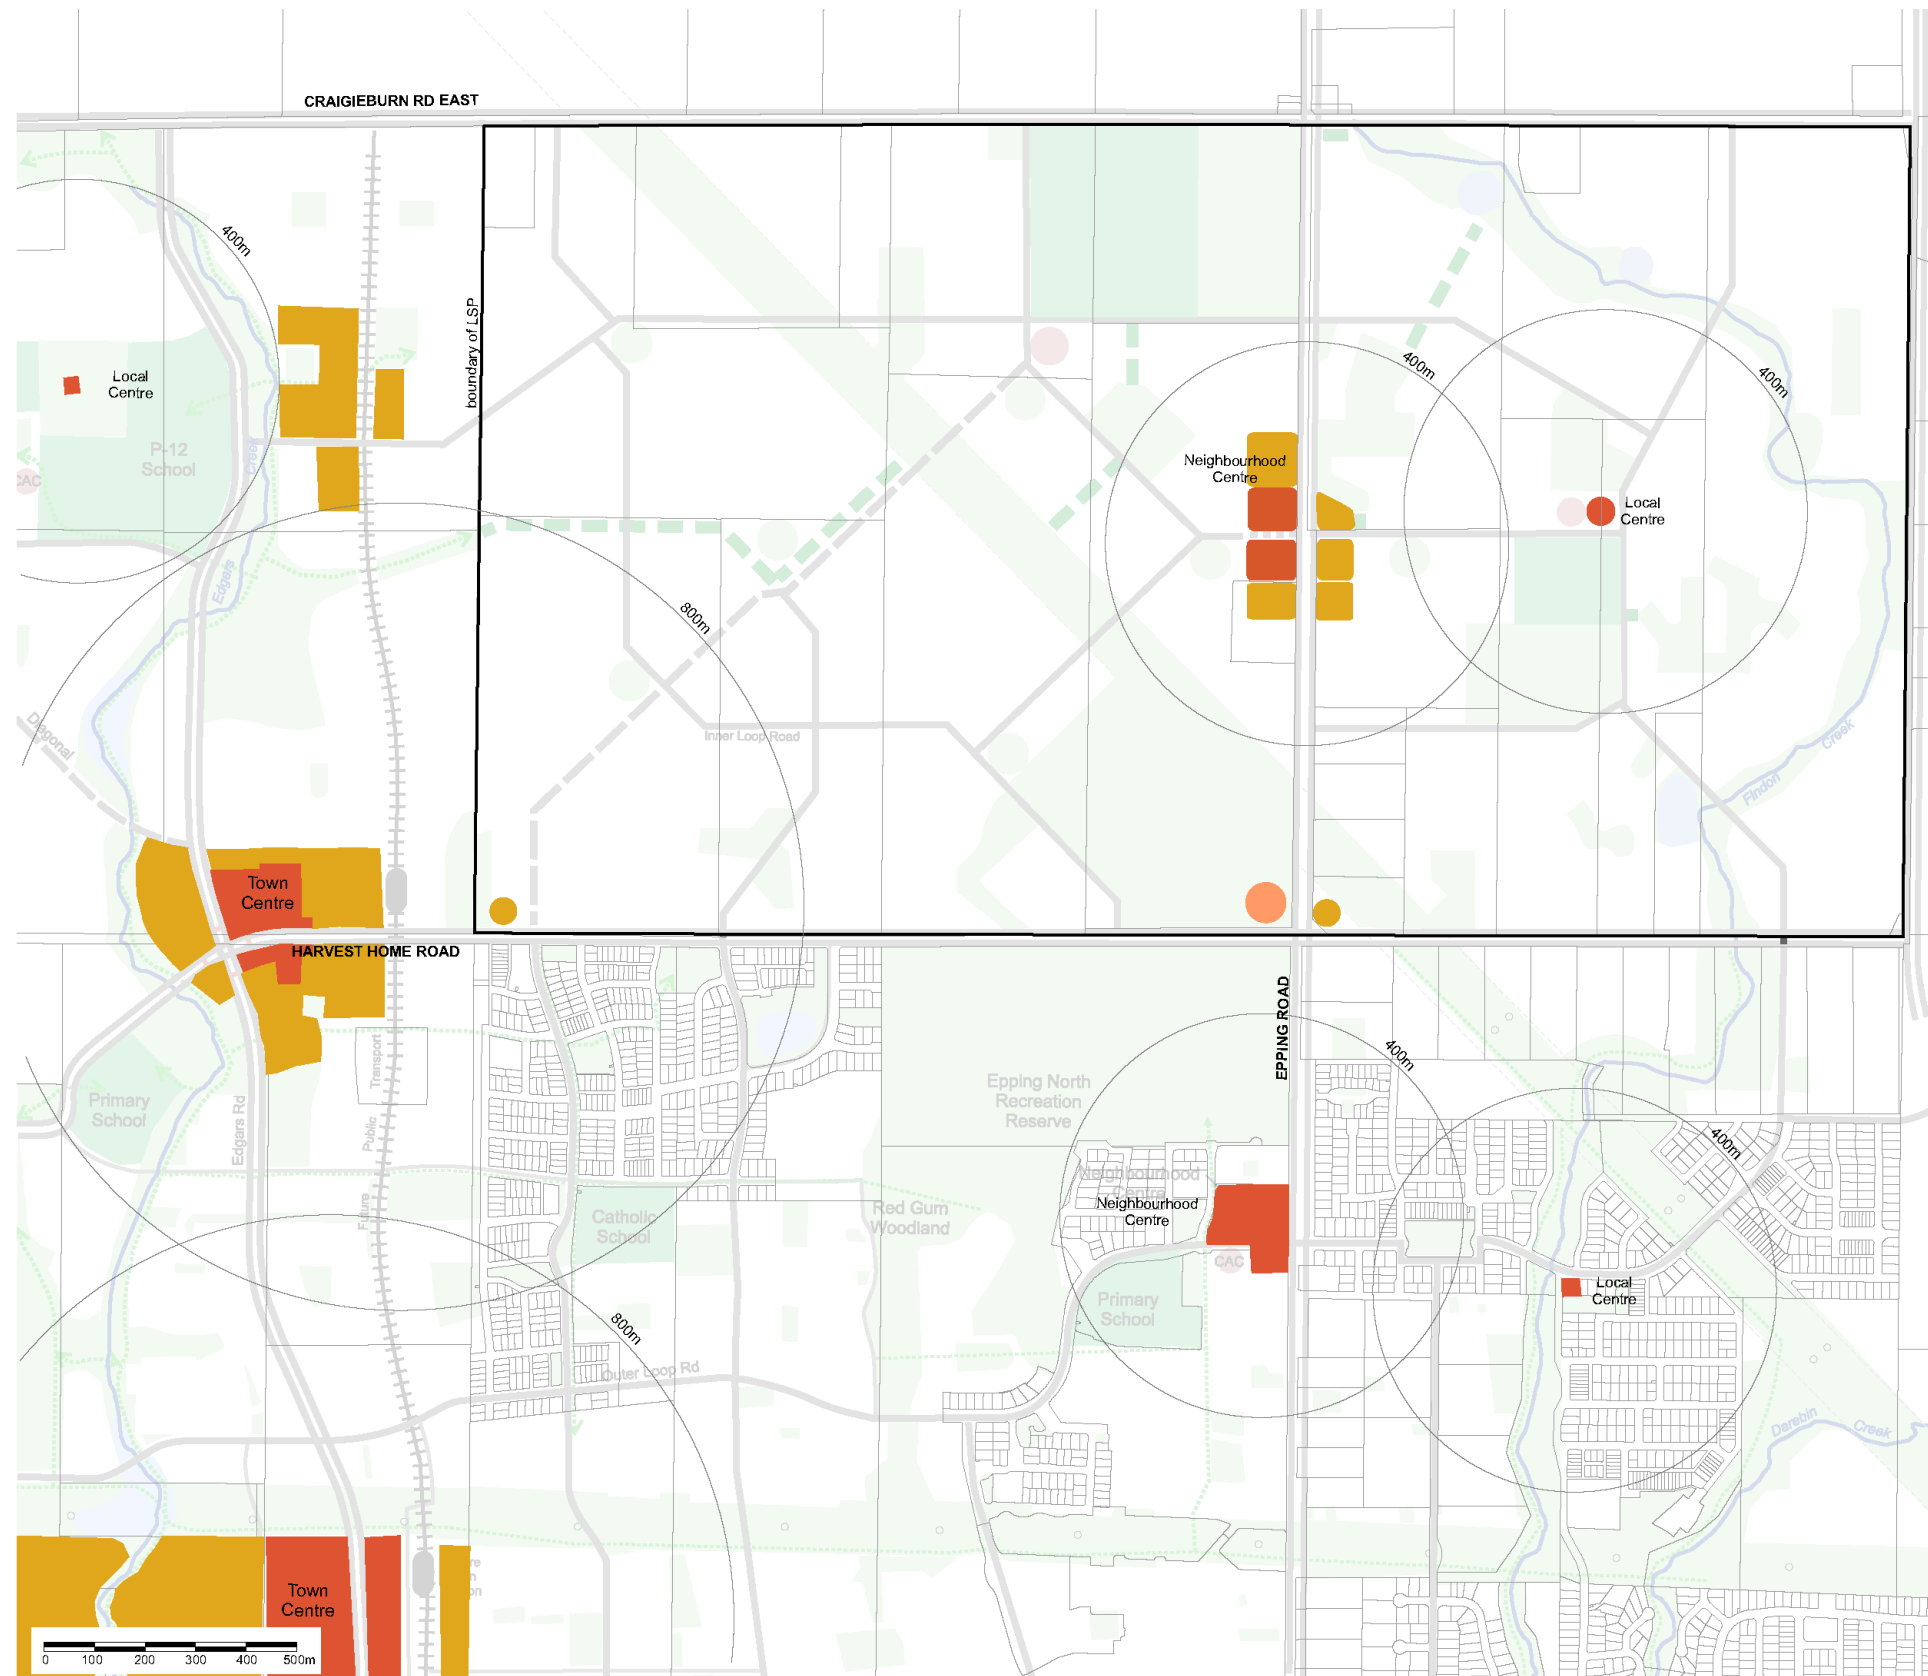 CRAIGIEBURN RD EAST
400m
boundary of LSP
Local
Centre
P-12
School
CAC
Creek
Edgars
400m
400m
Neighbourhood
Centre
Local
Centre
800m
Diagonal
Inner Loop Road
Creek
Findon
Town
Centre
HARVEST HOME ROAD
EPPING ROAD
Primary
School
Edgars Rd
Transport
Public
Future
Epping North
Recreation
Reserve
400m
400m
Neighbourhood
Centre
Neighbourhood
Centre
Catholic
School
Red Gum
Woodland
CAC
Primary
School
Local
Centre
800m
Outer Loop Rd
Darebin
Creek
Town
Centre
0 100 200 300 400 500m